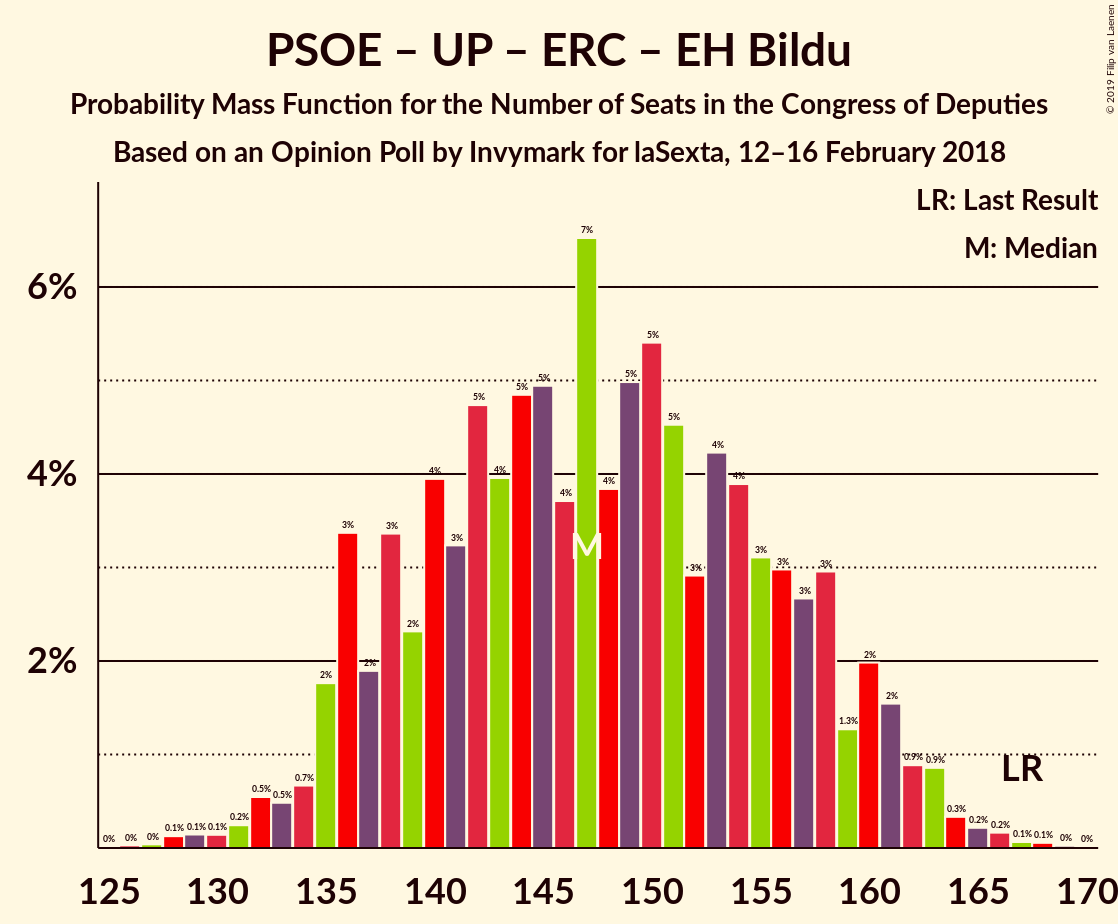 PSOE – UP – ERC – EH Bildu
Probability Mass Function for the Number of Seats in the Congress of Deputies
Based on an Opinion Poll by Invymark for laSexta, 12–16 February 2018
© 2019 Filip van Laenen
LR: Last Result
M: Median
6%
4%
2%
0% 0% 0% 0.1% 0.1% 0.1% 0.2% 0.5% 0.5% 0.7% 2% 3% 2% 3% 2% 4% 3% 5% 4% 5% 5% 4% 7% 4% 5% 5% 5% 3% 4% 4% 3% 3% 3% 3% 1.3% 2% 2% 0.9% 0.9% 0.3% 0.2% 0.2% 0.1% 0.1% 0% 0%
M
LR
125 130 135 140 145 150 155 160 165 170